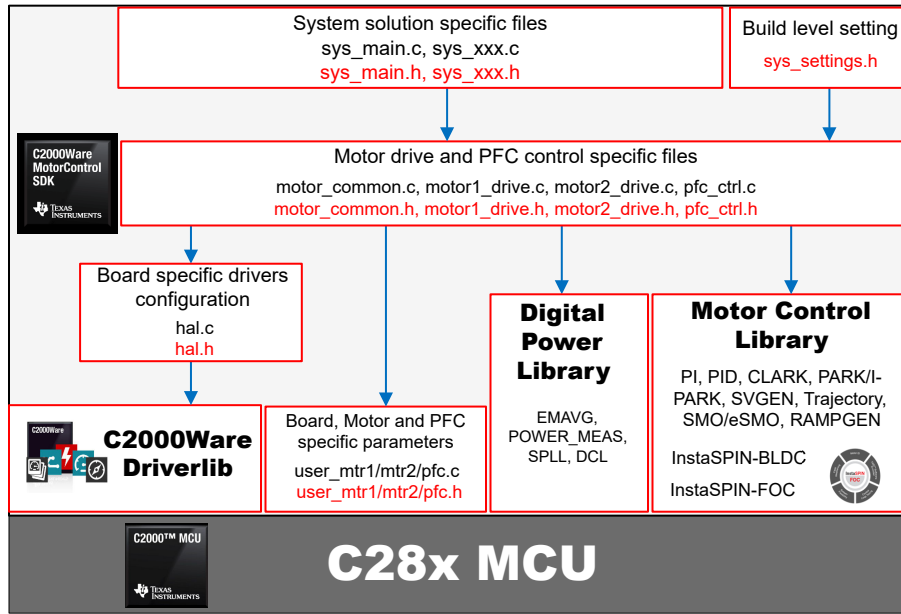 System solution specific files
sys_main.c, sys_xxx.c
sys_main.h, sys_xxx.h
Build level setting
sys_settings.h
C2000Ware
MotorControl
SDK
TEXAS
INSTRUMENTS
Motor drive and PFC control specific files
motor_common.c, motor1_drive.c, motor2_drive.c, pfc_ctrl.c
motor_common.h, motor1_drive.h, motor2_drive.h, pfc_ctrl.h
Board specific drivers
configuration
hal.c
hal.h
C2000Ware
C2000Ware
Driverlib
Board, Motor and PFC
specific parameters
user_mtr1/mtr2/pfc.c
user_mtr1/mtr2/pfc.h
Digital
Power
Library
EMAVG,
POWER_MEAS,
SPLL, DCL
Motor Control
Library
PI, PID, CLARK, PARK/I-
PARK, SVGEN, Trajectory,
SMO/eSMO, RAMPGEN
InstaSPIN-BLDC
InstaSPIN-FOC
InstaSPIN
FOC
C2000™ MCU
TEXAS
INSTRUMENTS
C28x MCU